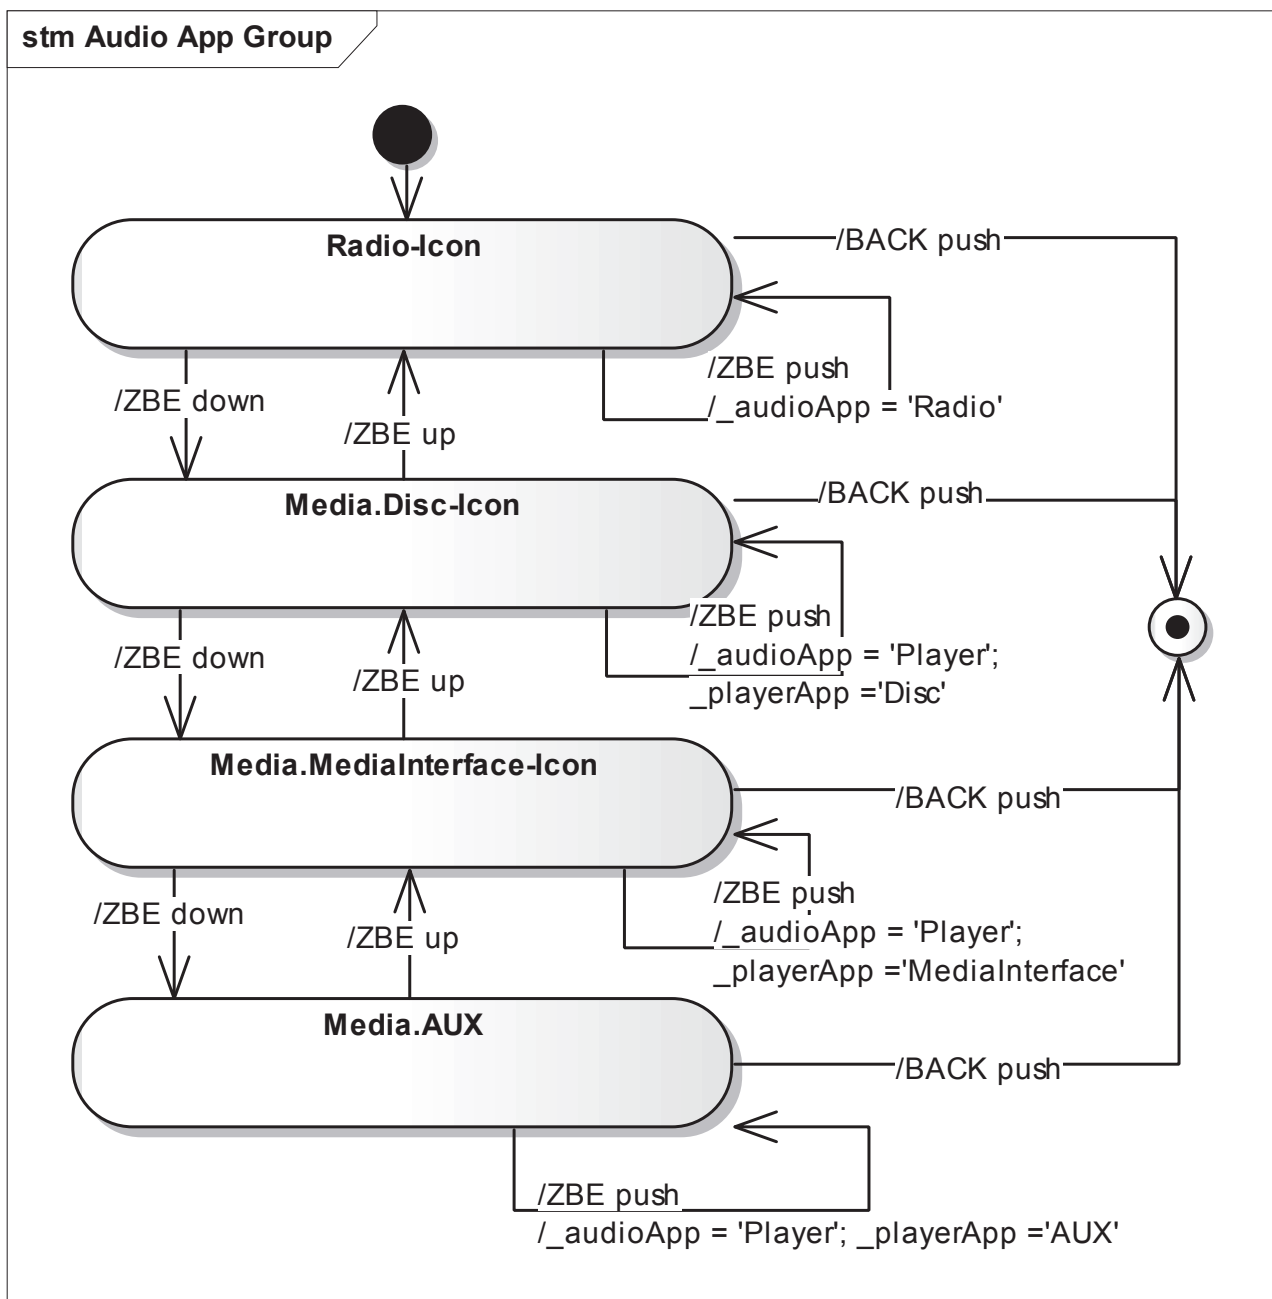 stm Audio App Group
Radio-Icon
/BACK push
/ZBE push
/_audioApp = 'Radio'
/ZBE down
/ZBE up
Media.Disc-Icon
/BACK push
/ZBE push
/_audioApp = 'Player';
_playerApp ='Disc'
/ZBE down
/ZBE up
Media.MediaInterface-Icon
/BACK push
/ZBE push
/_audioApp = 'Player';
_playerApp ='MediaInterface'
/ZBE down
/ZBE up
Media.AUX
/BACK push
/ZBE push
/_audioApp = 'Player'; _playerApp ='AUX'